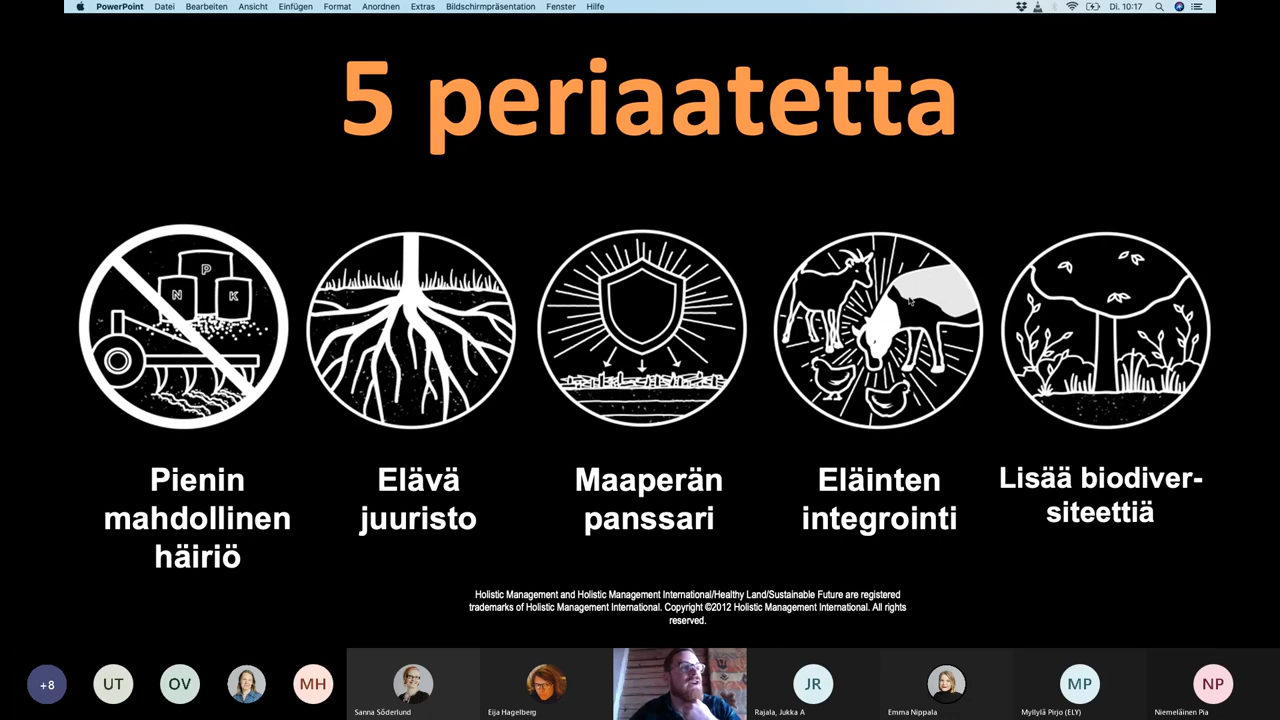 PowerPoint Datei Bearbeiten Ansicht Einfügen Format Anordnen Extras Bildschirmpräsentation Fenster Hilfe Di. 10:17
5 periaatetta
P
N K
Pienin
mahdollinen
häiriö
Elävä
juuristo
Maaperän
panssari
Eläinten
integrointi
Lisää biodiver-
siteettiä
Holistic Management and Holistic Management International/Healthy Land/Sustainable Future are registered
trademarks of Holistic Management International. Copyright ©2012 Holistic Management International. All rights
reserved.
+8 UT OV MH JR MP NP
Sanna Söderlund Eija Hagelberg Rajala, Jukka A Emma Nippala Myllylä Pirjo (ELY) Niemeläinen Pia